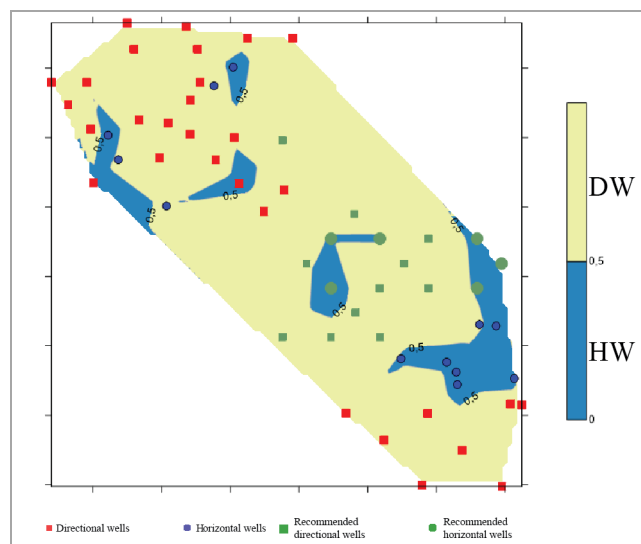 0,5
0,5
0,5
0,5
0,5
DW
0,5
HW
0
0,5
0,5
0,5
Directional wells
Horizontal wells
Recommended
directional wells
Recommended
horizontal wells